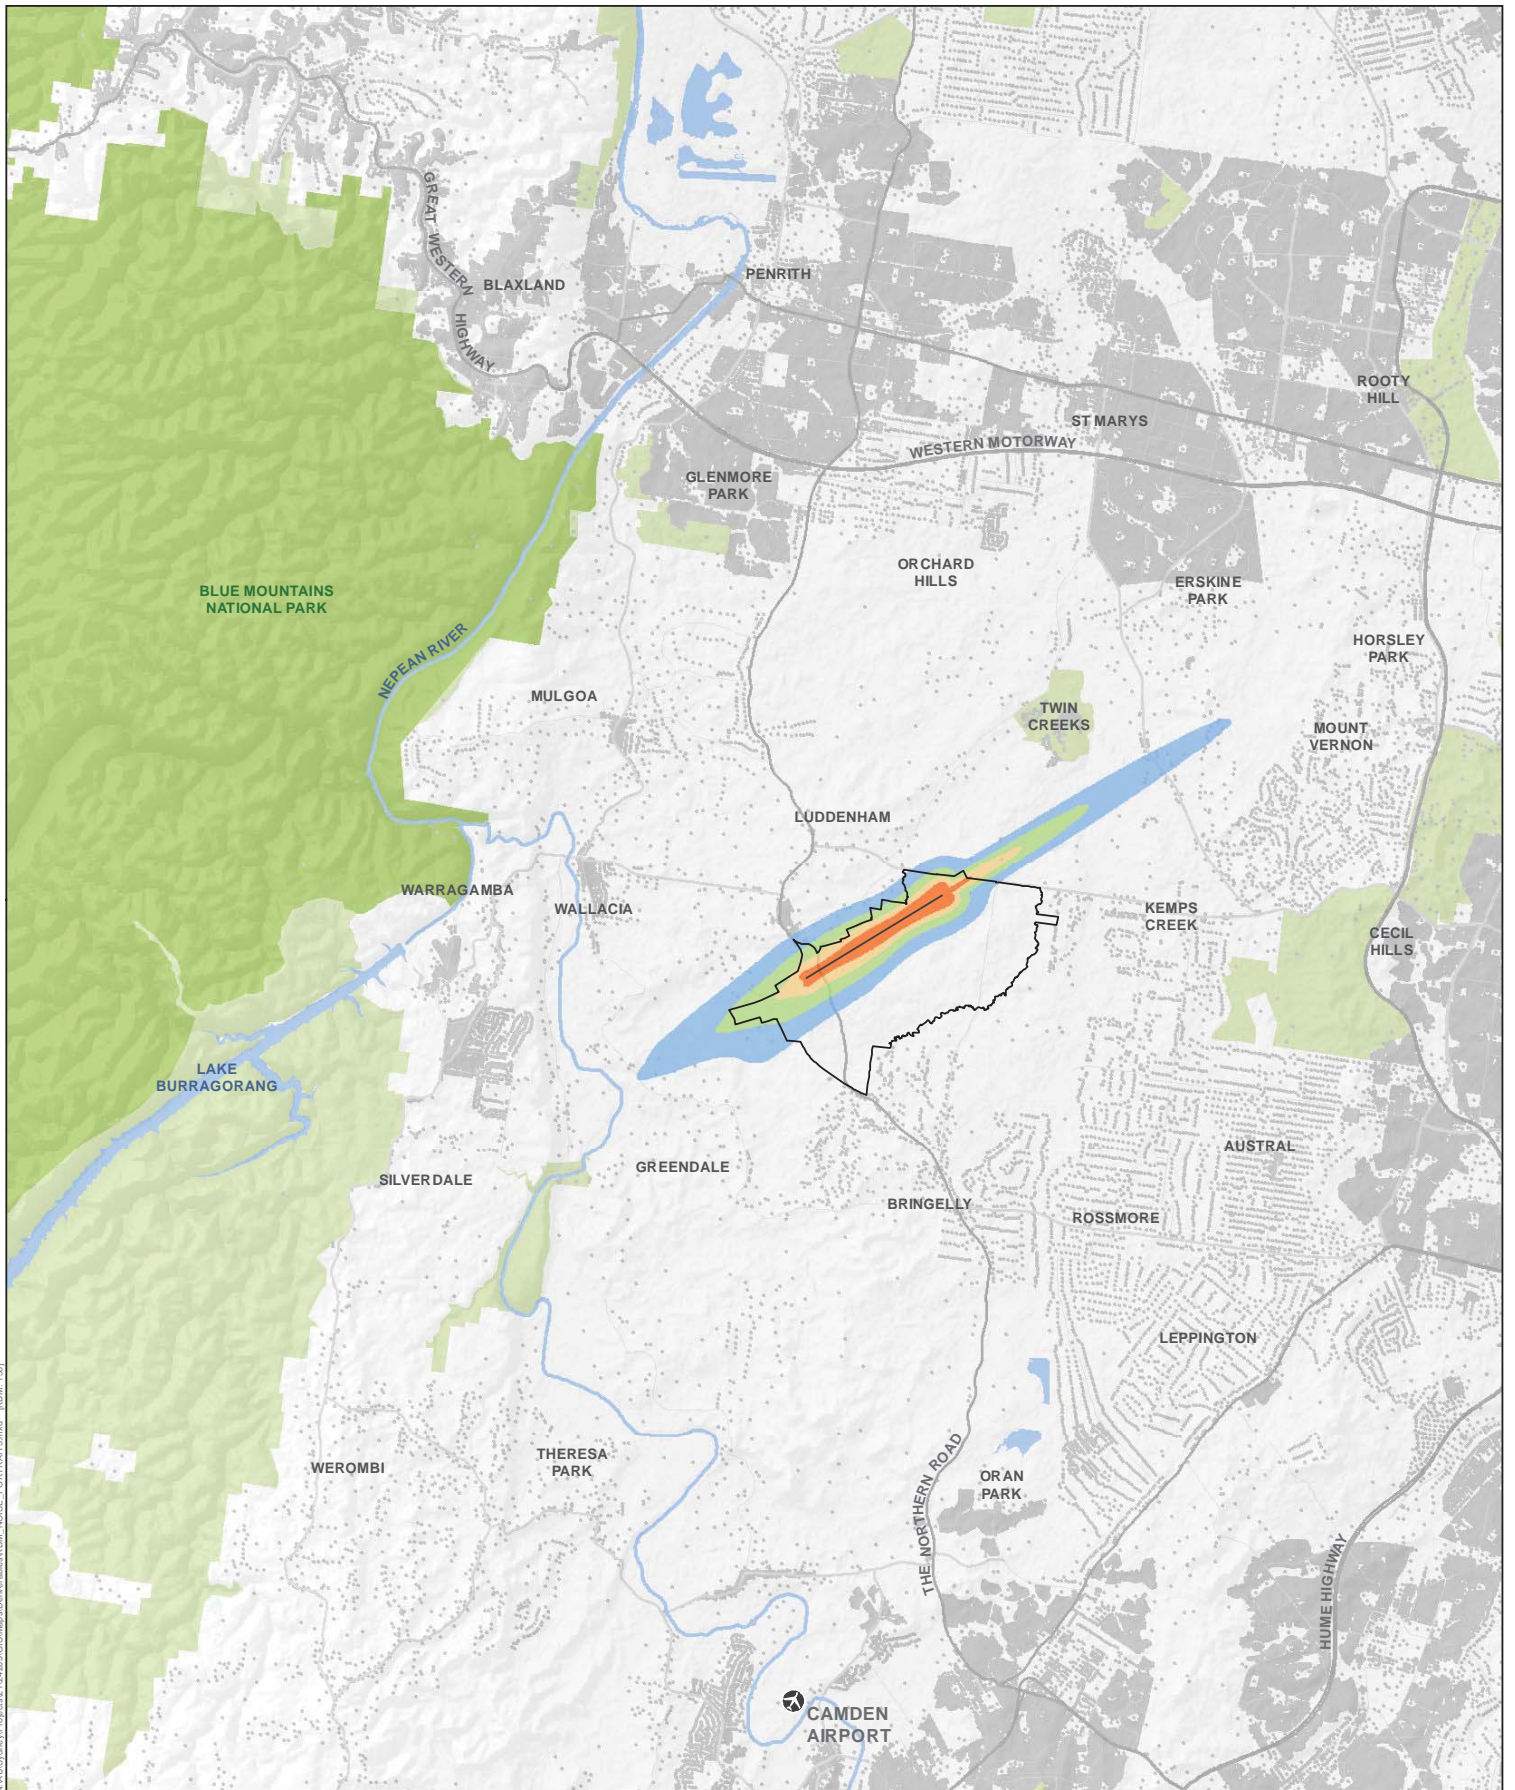 GREAT WESTERN HIGHWAY
BLAXLAND
PENRITH
ROOTY
HILL
ST MARYS
WESTERN MOTORWAY
GLENMORE
PARK
ORCHARD
HILLS
ERSKINE
PARK
BLUE MOUNTAINS
NATIONAL PARK
NEPEAN RIVER
HORSLEY
PARK
MULGOA
TWIN
CREEKS
MOUNT
VERNON
LUDDENHAM
WARRAGAMBA
WALLACIA
KEMPS
CREEK
CECIL
HILLS
LAKE
BURRAGORANG
AUSTRAL
GREENDALE
SILVERDALE
BRINGELLY
ROSSMORE
LEPPINGTON
THERESA
PARK
WEROMBI
ORAN
PARK
THE NORTHERN ROAD
HUME HIGHWAY
CAMDEN
AIRPORT